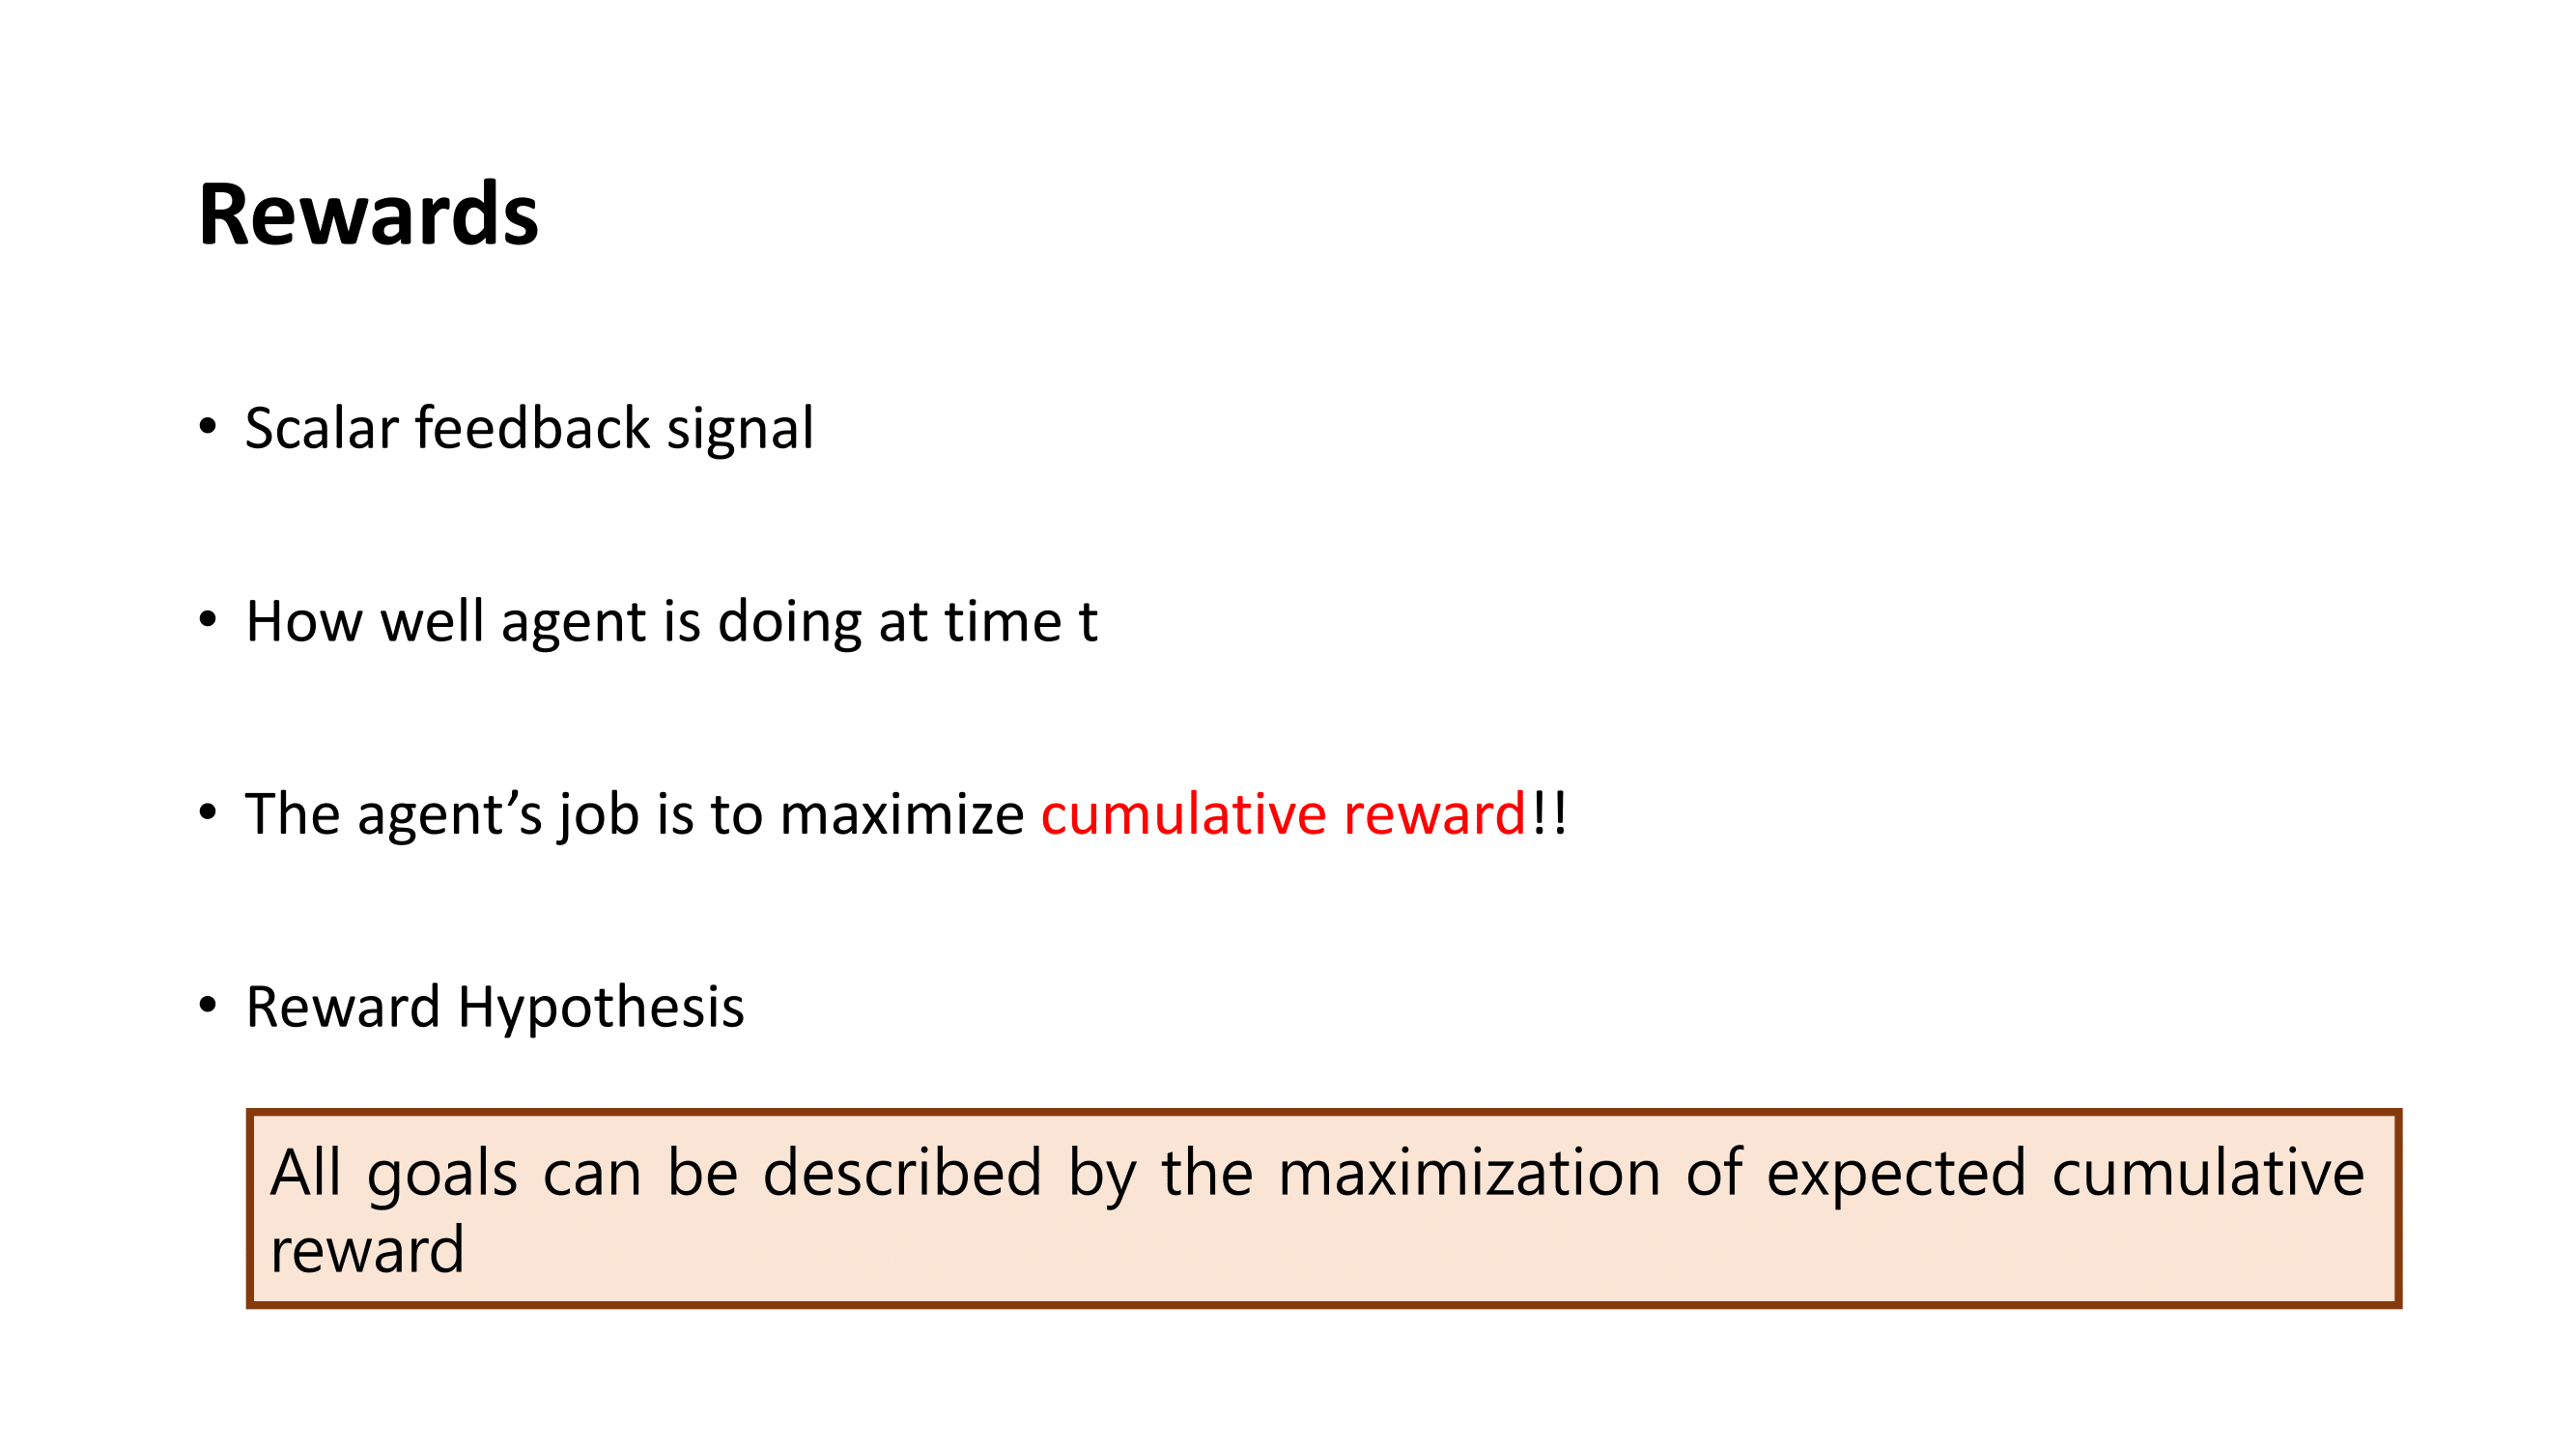 Rewards
• Scalar feedback signal
• How well agent is doing at time t
• The agent’s job is to maximize cumulative reward!!
• Reward Hypothesis
All goals can be described by the maximization of expected cumulative
reward